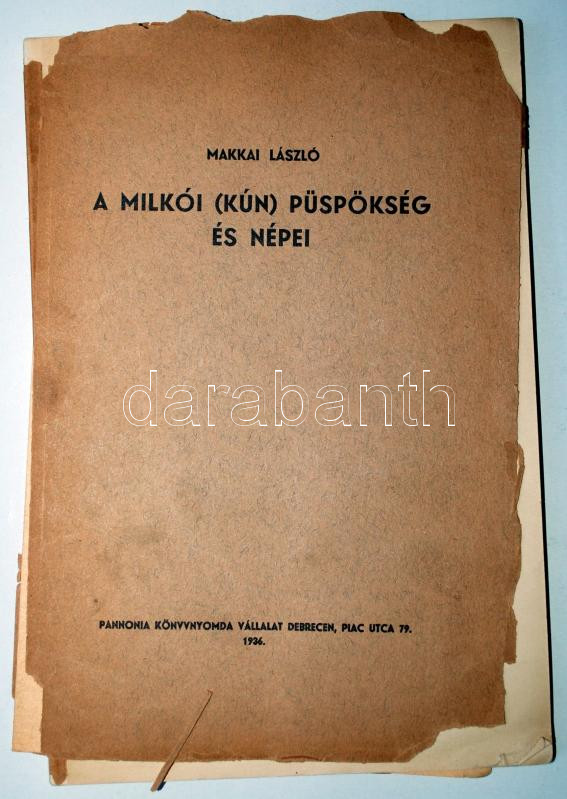 MAKKAI LÁSZLÓ
A MILKÓI (KÚN) PÜSPÖKSÉG
ÉS NÉPEI
darabanth
PANNONIA KÖNYVNYOMDA VÁLLALAT DEBRECEN, PIAC UTCA 79.
1936.